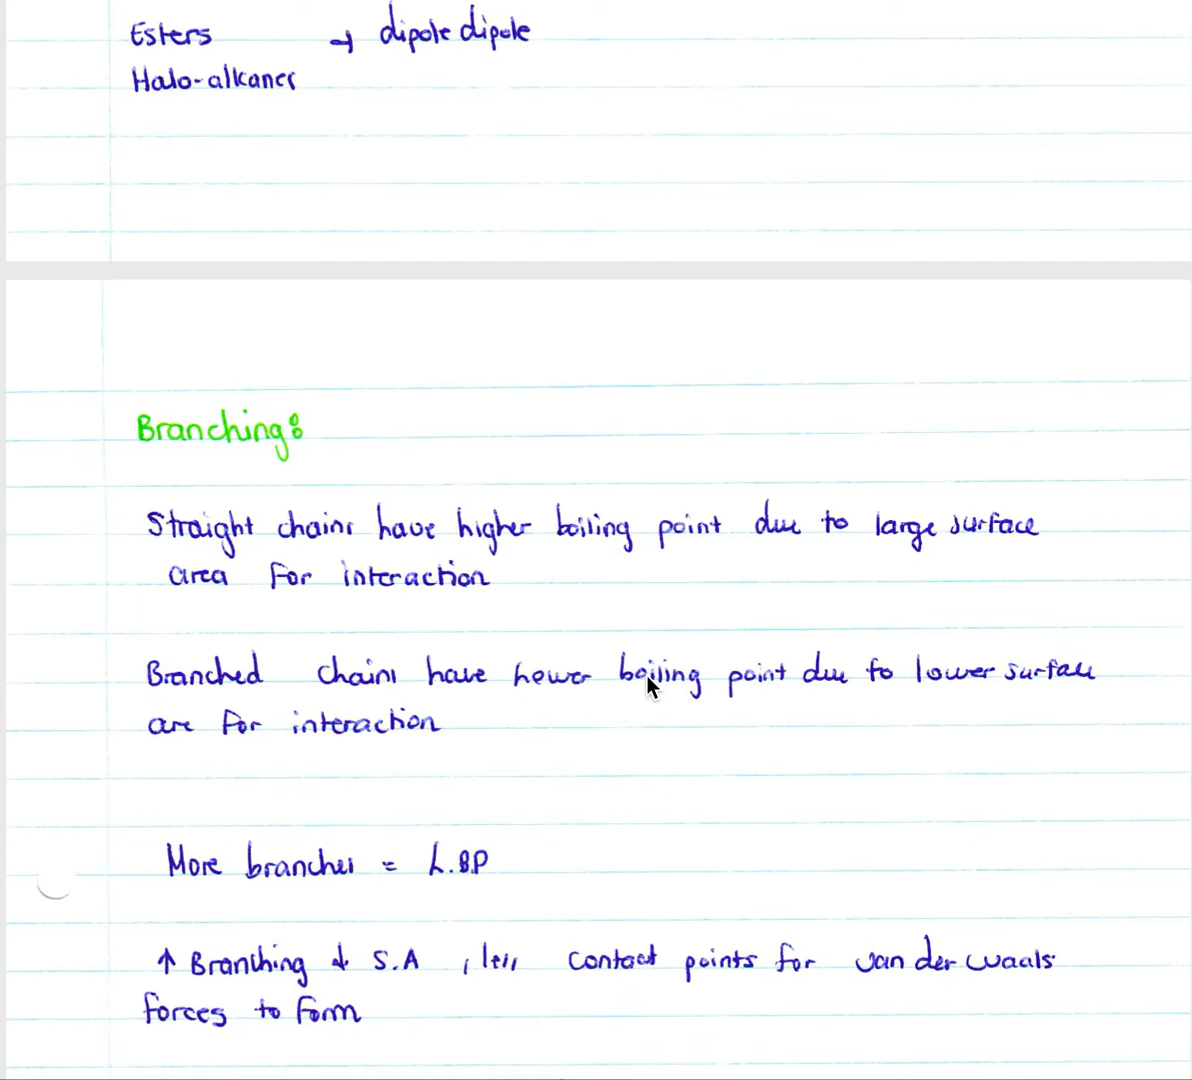 Esters → dipole dipole
Halo-alkanes
Branching:
Straight chains have higher boiling point due to large surface
area for interaction
Branched chains have lower boiling point due to lower surface
are for interaction
More branches = L.B.P
↑ Branching ↓ S.A , less contact points for van der waals
forces to form